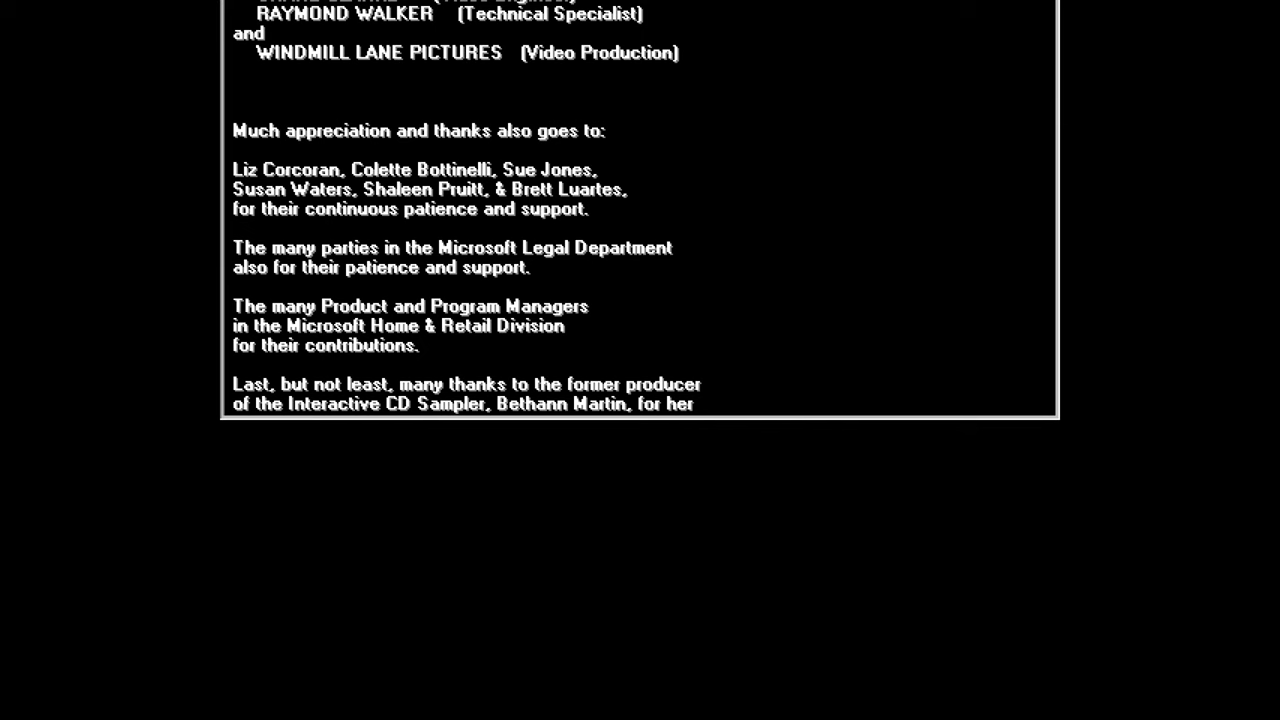 RAYMOND WALKER (Technical Specialist)
and
WINDMILL LANE PICTURES (Video Production)
Much appreciation and thanks also goes to:
Liz Corcoran, Colette Bottinelli, Sue Jones,
Susan Waters, Shaleen Pruitt, & Brett Luartes,
for their continuous patience and support.
The many parties in the Microsoft Legal Department
also for their patience and support.
The many Product and Program Managers
in the Microsoft Home & Retail Division
for their contributions.
Last, but not least, many thanks to the former producer
of the Interactive CD Sampler, Bethann Martin, for her